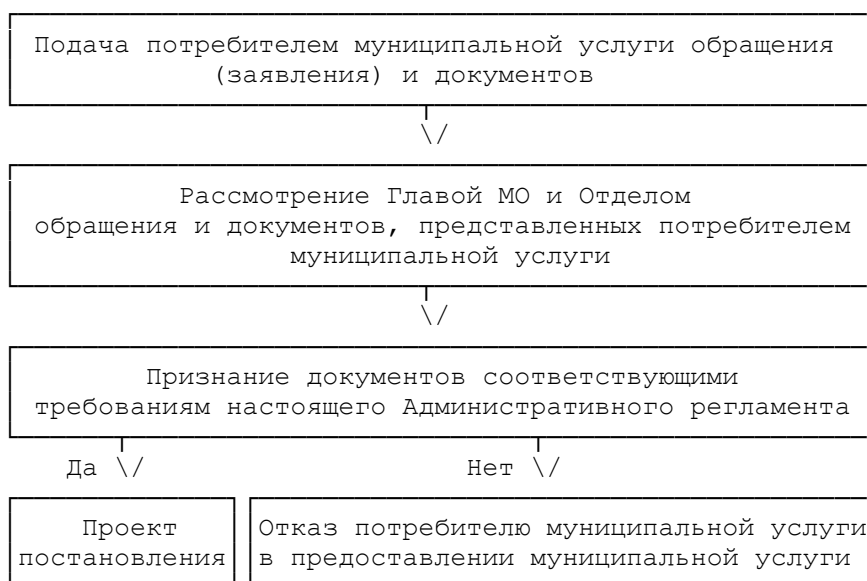 Подача потребителем муниципальной услуги обращения
(заявления) и документов
\/
Рассмотрение Главой МО и Отделом
обращения и документов, представленных потребителем
муниципальной услуги
\/
Признание документов соответствующими
требованиям настоящего Административного регламента
Да \/ Нет \/
Проект
постановления
Отказ потребителю муниципальной услуги
в предоставлении муниципальной услуги